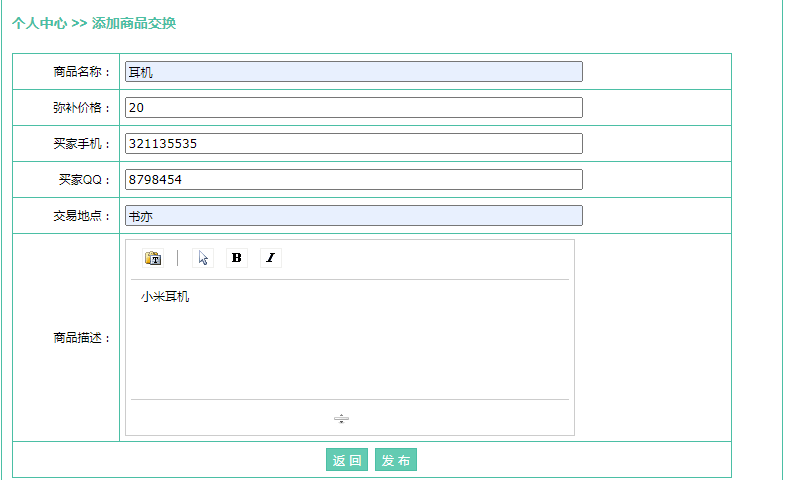 个人中心 >> 添加商品交换
商品名称： 耳机
弥补价格： 20
买家手机： 321135535
买家QQ： 8798454
交易地点： 书亦
B I
小米耳机
商品描述：
返 回 发 布